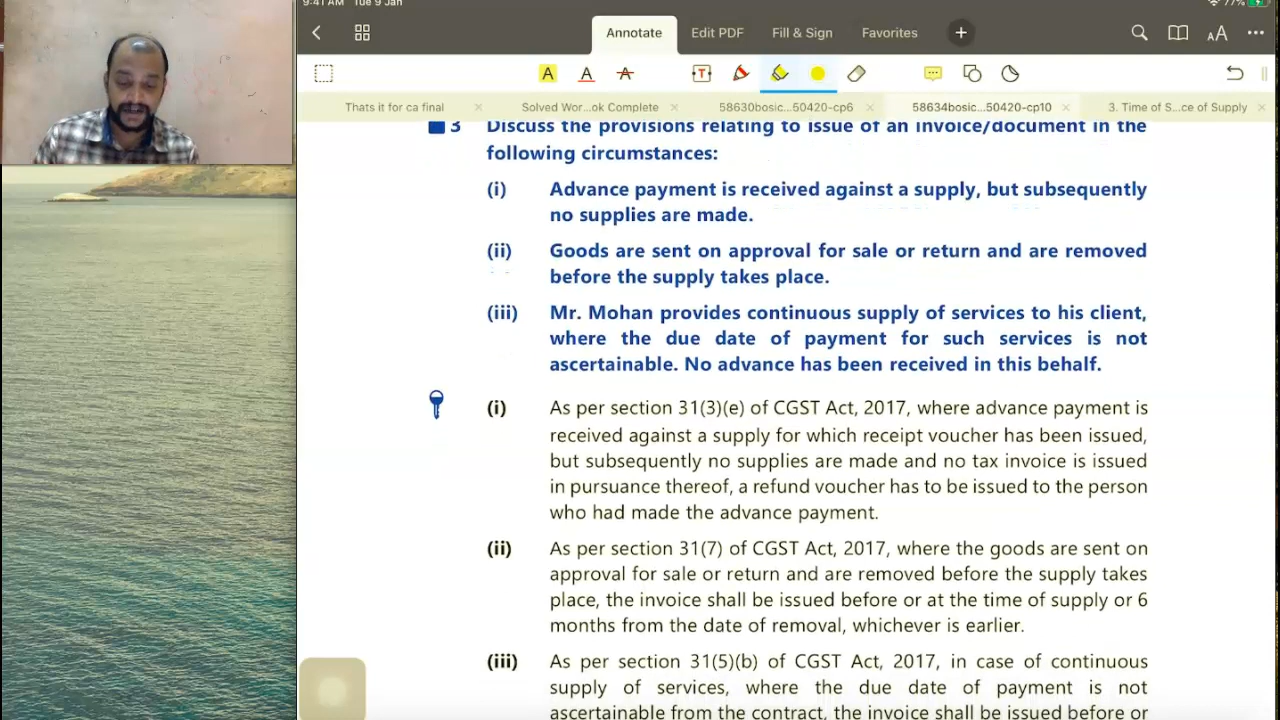 9:41 AM Tue 9 Jan
77%
Annotate Edit PDF Fill & Sign Favorites +
AA
A A A T
Thats it for ca final × Solved Wor...ok Complete × 58630bosic...50420-cp6 × 58634bosic...50420-cp10 × 3. Time of S...ce of Supply ×
3 Discuss the provisions relating to issue of an invoice/document in the
following circumstances:
(i) Advance payment is received against a supply, but subsequently
no supplies are made.
(ii) Goods are sent on approval for sale or return and are removed
before the supply takes place.
(iii) Mr. Mohan provides continuous supply of services to his client,
where the due date of payment for such services is not
ascertainable. No advance has been received in this behalf.
(i) As per section 31(3)(e) of CGST Act, 2017, where advance payment is
received against a supply for which receipt voucher has been issued,
but subsequently no supplies are made and no tax invoice is issued
in pursuance thereof, a refund voucher has to be issued to the person
who had made the advance payment.
(ii) As per section 31(7) of CGST Act, 2017, where the goods are sent on
approval for sale or return and are removed before the supply takes
place, the invoice shall be issued before or at the time of supply or 6
months from the date of removal, whichever is earlier.
(iii) As per section 31(5)(b) of CGST Act, 2017, in case of continuous
supply of services, where the due date of payment is not
ascertainable from the contract, the invoice shall be issued before or